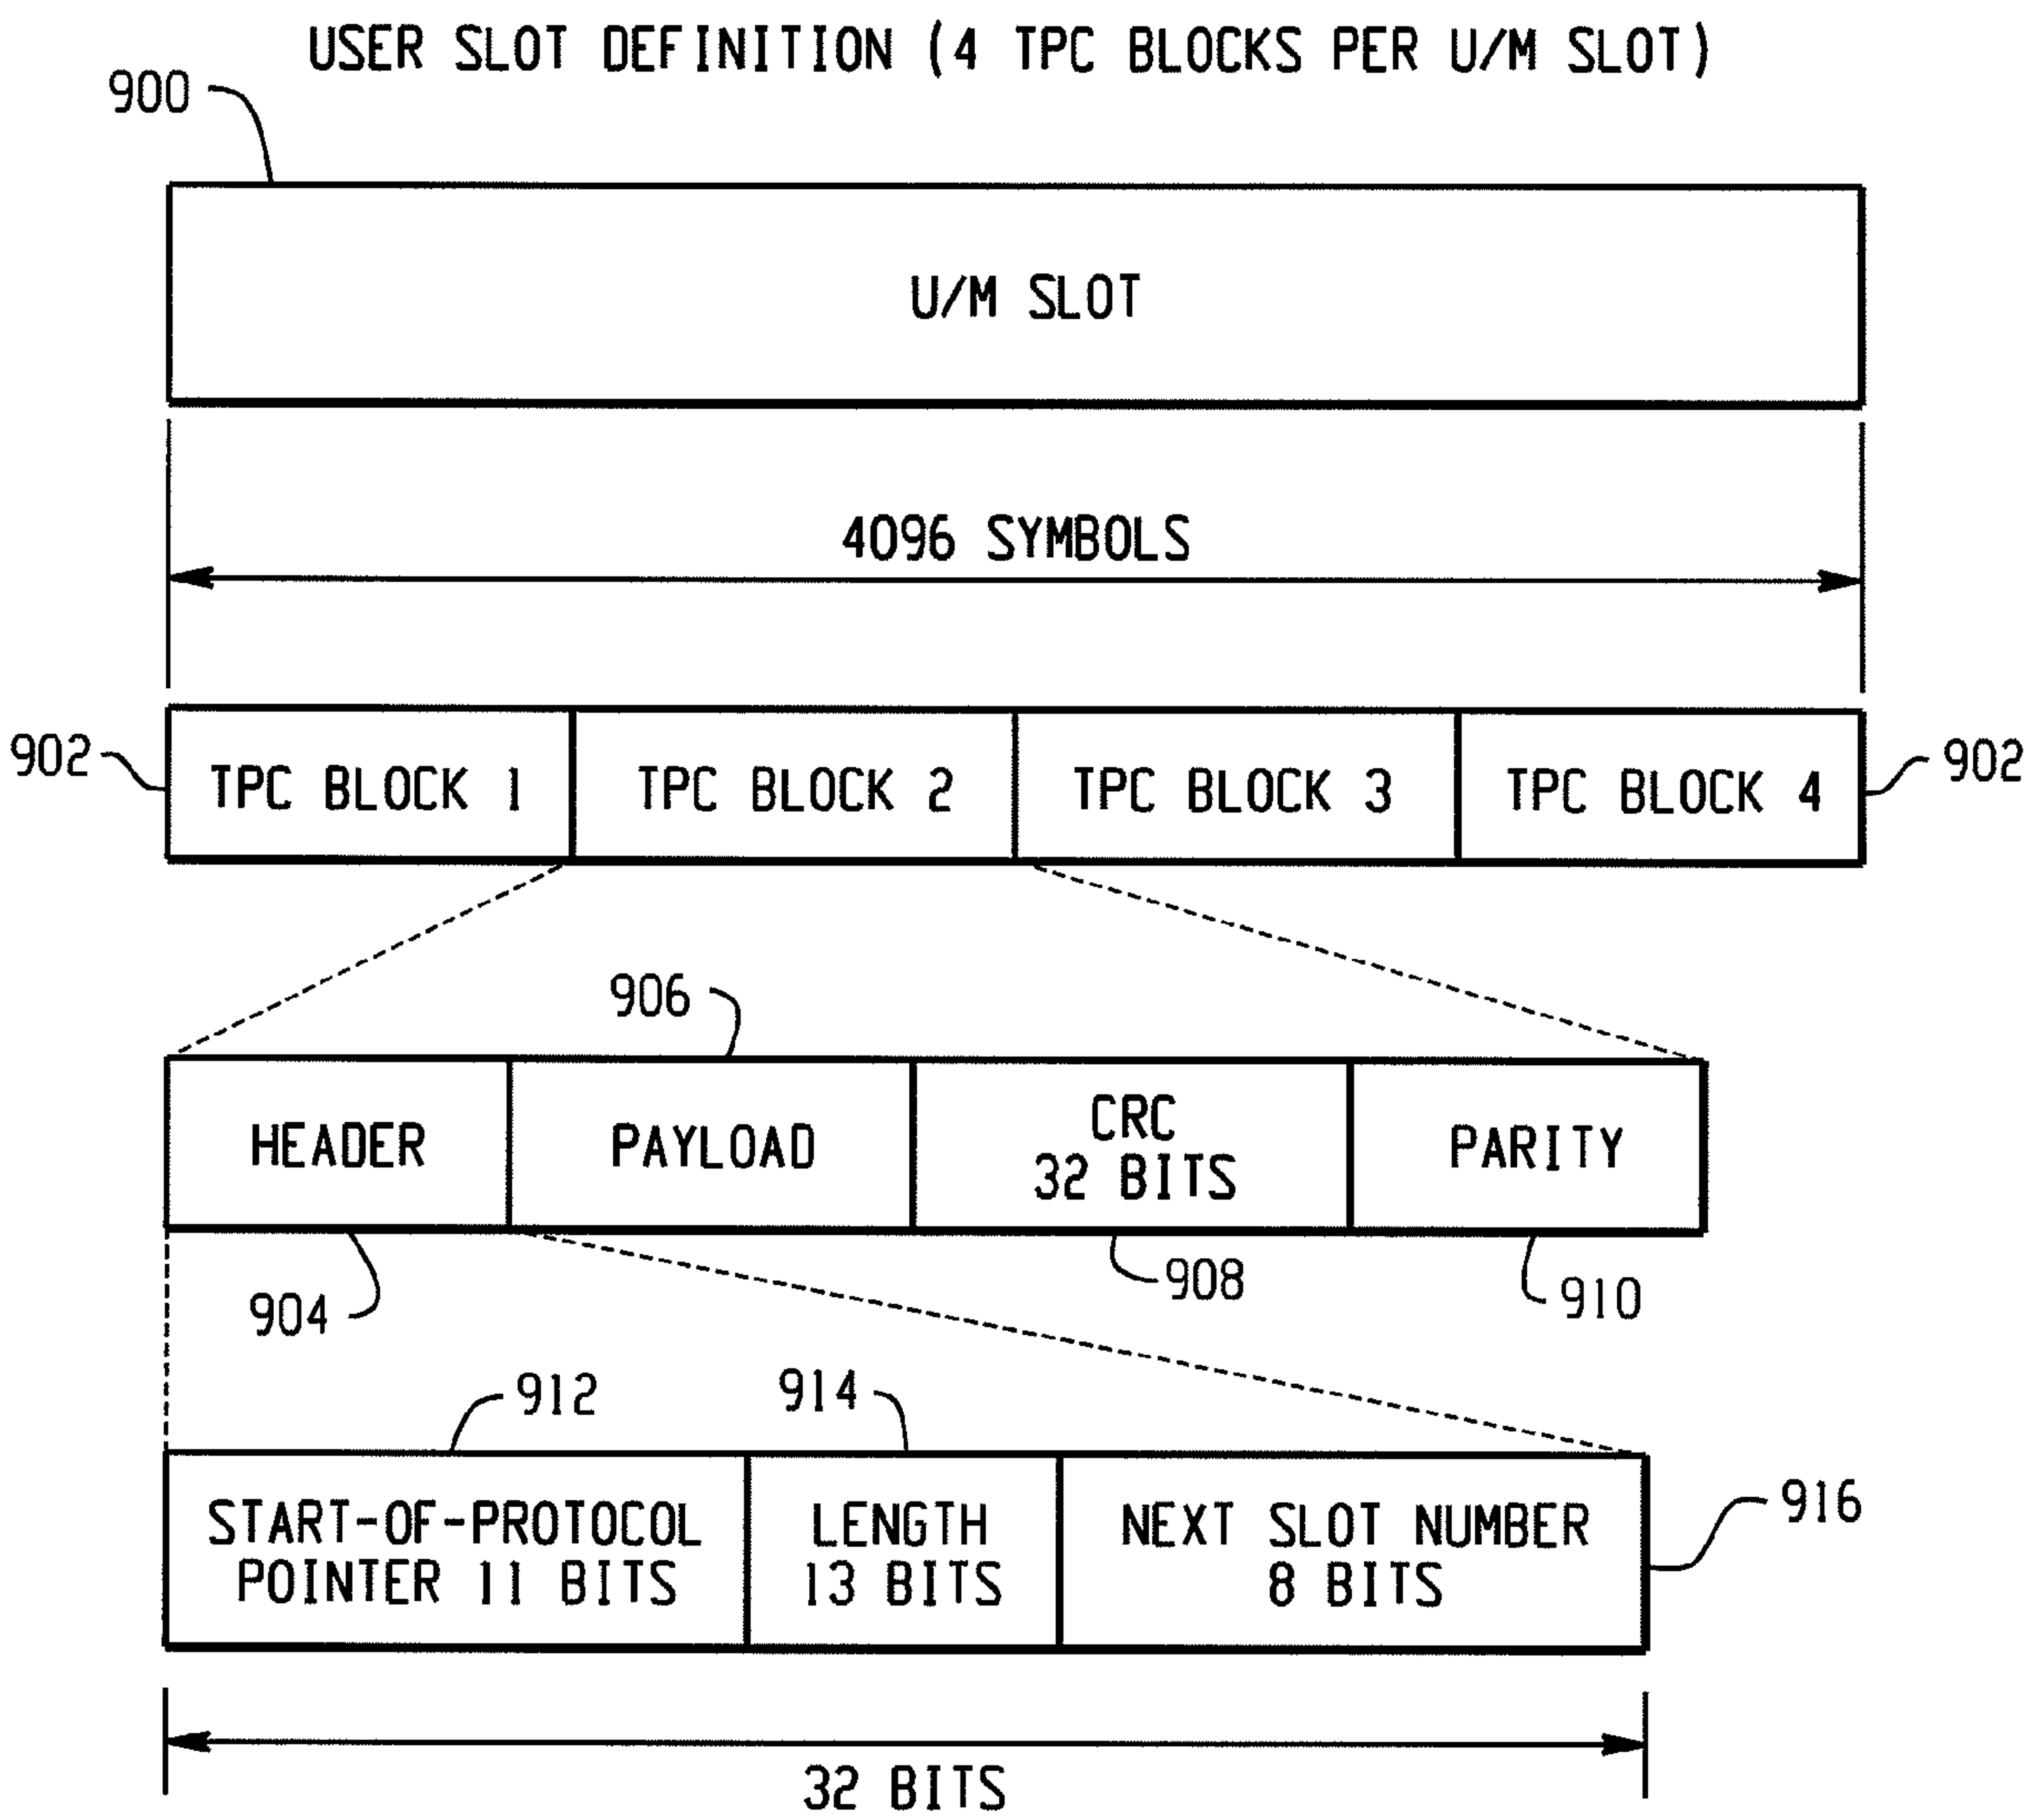 USER SLOT DEFINITION (4 TPC BLOCKS PER U/M SLOT)
900
U/M SLOT
4096 SYMBOLS
902
TPC BLOCK 1
TPC BLOCK 2
TPC BLOCK 3
TPC BLOCK 4
902
906
HEADER
PAYLOAD
CRC
32 BITS
PARITY
904
908
910
912
914
START-OF-PROTOCOL
POINTER 11 BITS
LENGTH
13 BITS
NEXT SLOT NUMBER
8 BITS
916
32 BITS